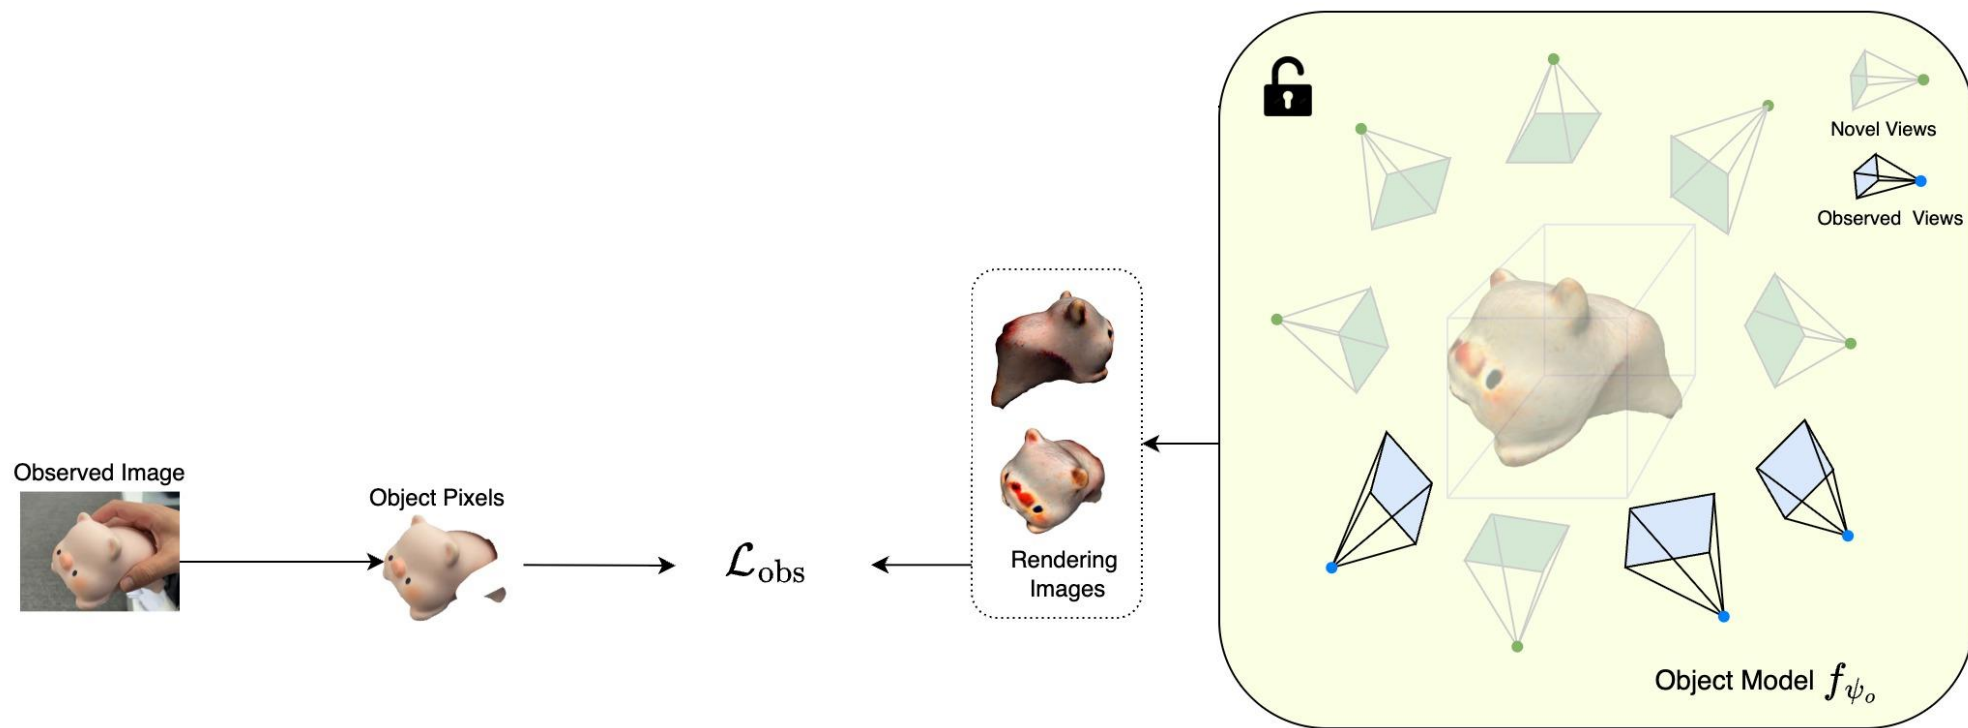 Observed Image
Object Pixels
$\mathcal{L}_{\text{obs}}$
Rendering
Images
Novel Views
Observed Views
Object Model $f_{\psi_o}$